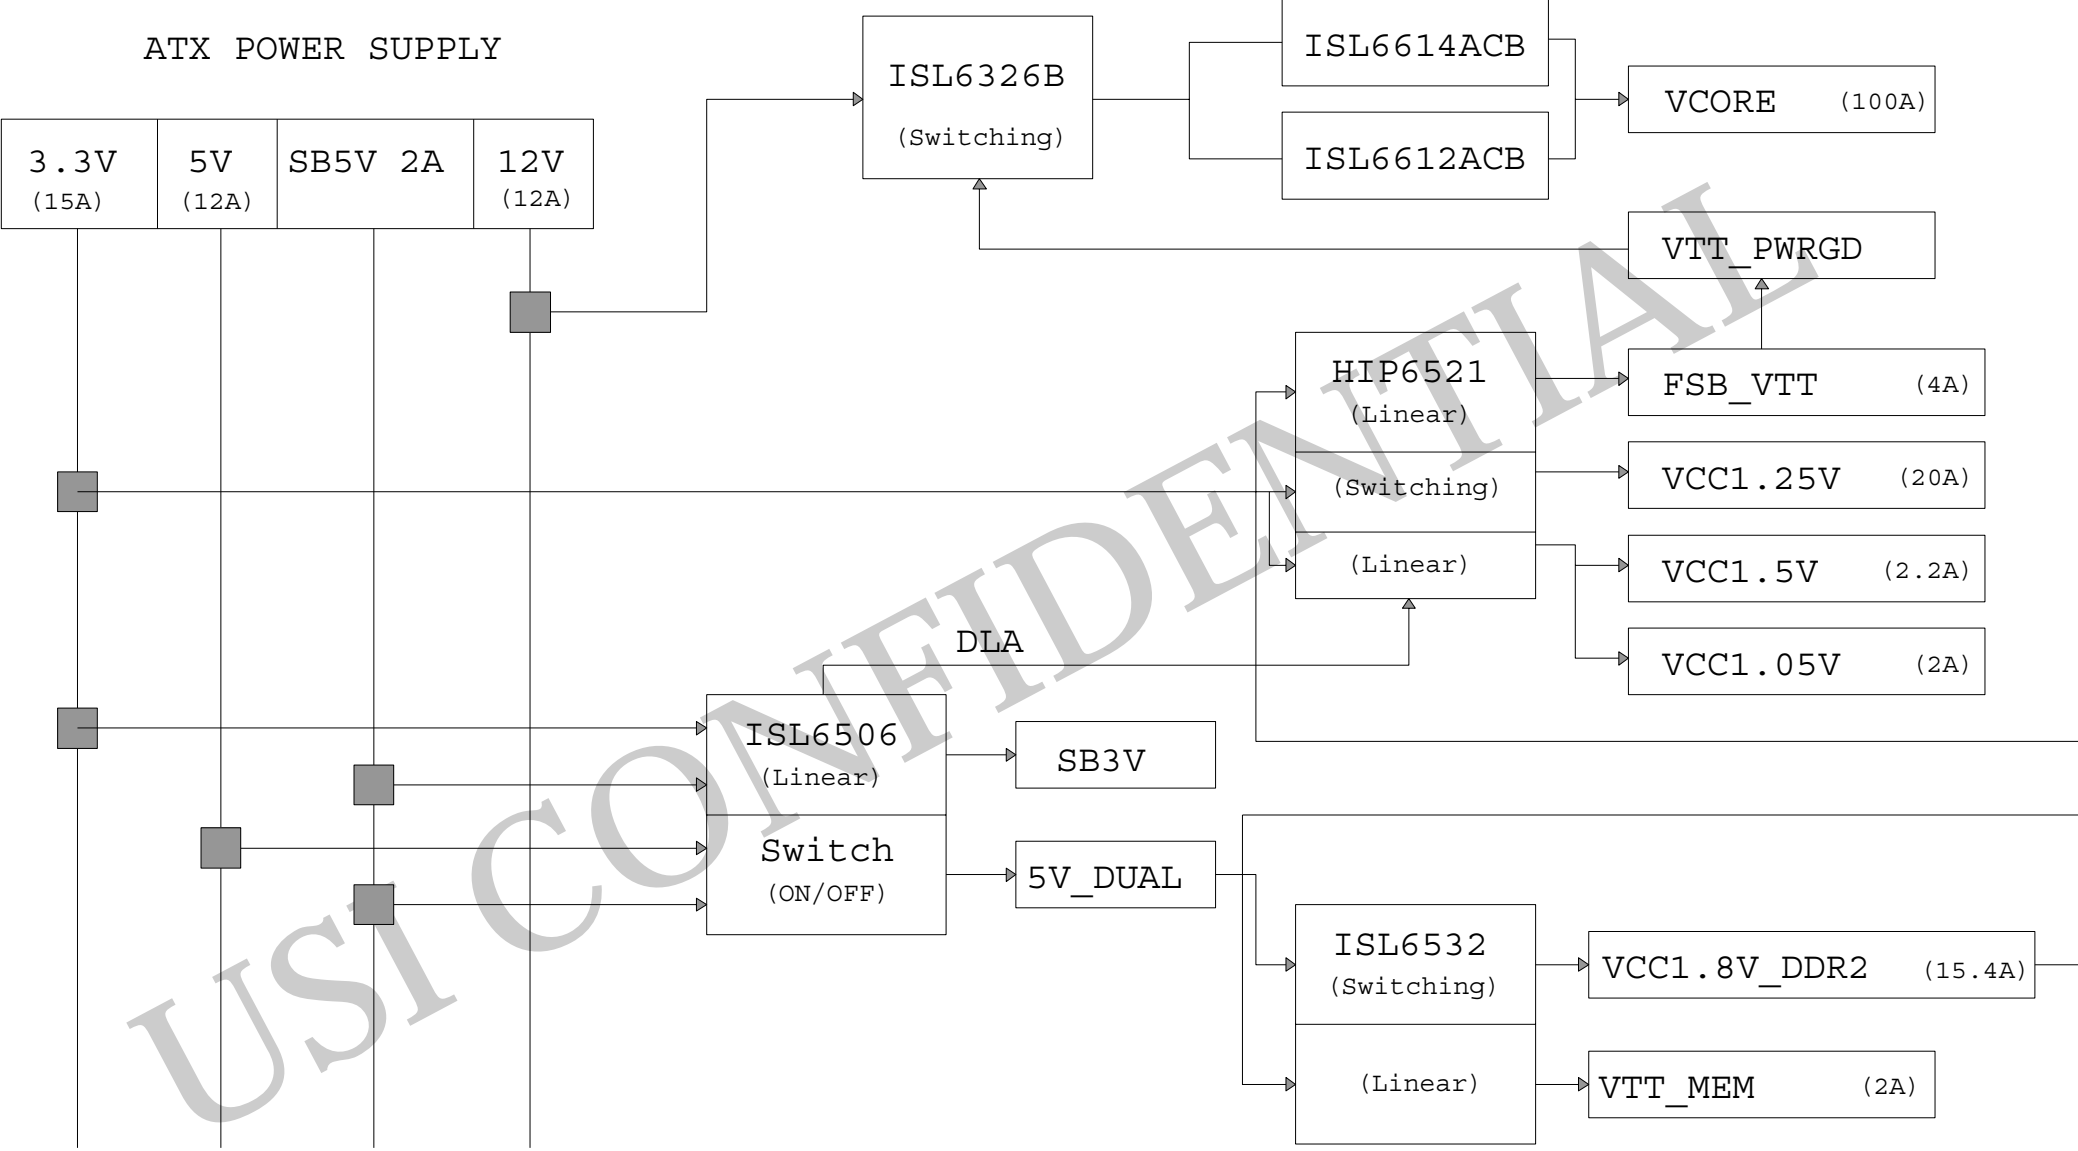 ATX POWER SUPPLY
3.3V
(15A)
5V
(12A)
SB5V 2A
12V
(12A)
ISL6326B
(Switching)
ISL6614ACB
ISL6612ACB
VCORE (100A)
VTT_PWRGD
HIP6521
(Linear)
(Switching)
(Linear)
FSB_VTT (4A)
VCC1.25V (20A)
VCC1.5V (2.2A)
VCC1.05V (2A)
DLA
ISL6506
(Linear)
Switch
(ON/OFF)
SB3V
5V_DUAL
ISL6532
(Switching)
(Linear)
VCC1.8V_DDR2 (15.4A)
VTT_MEM (2A)
USI CONFIDENTIAL